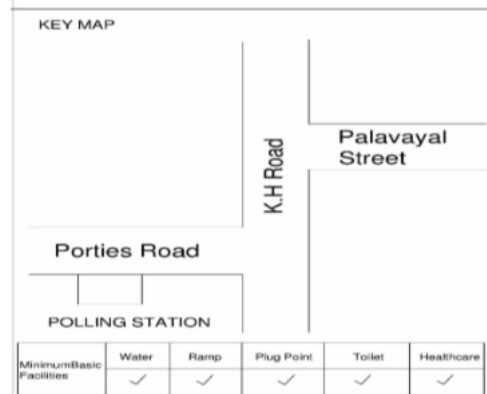 KEY MAP
Palavayal
Street
K.H Road
Porties Road
POLLING STATION
MinimumBasic
Facilities
Water
Ramp
Plug Point
Toilet
Healthcare
✓ ✓ ✓ ✓ ✓